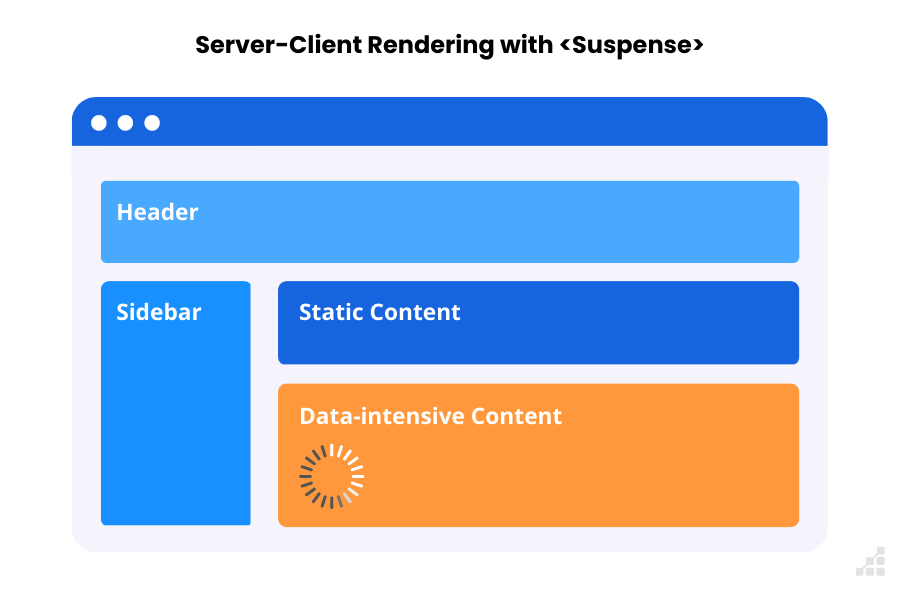 Server-Client Rendering with <Suspense>
Header
Sidebar
Static Content
Data-intensive Content